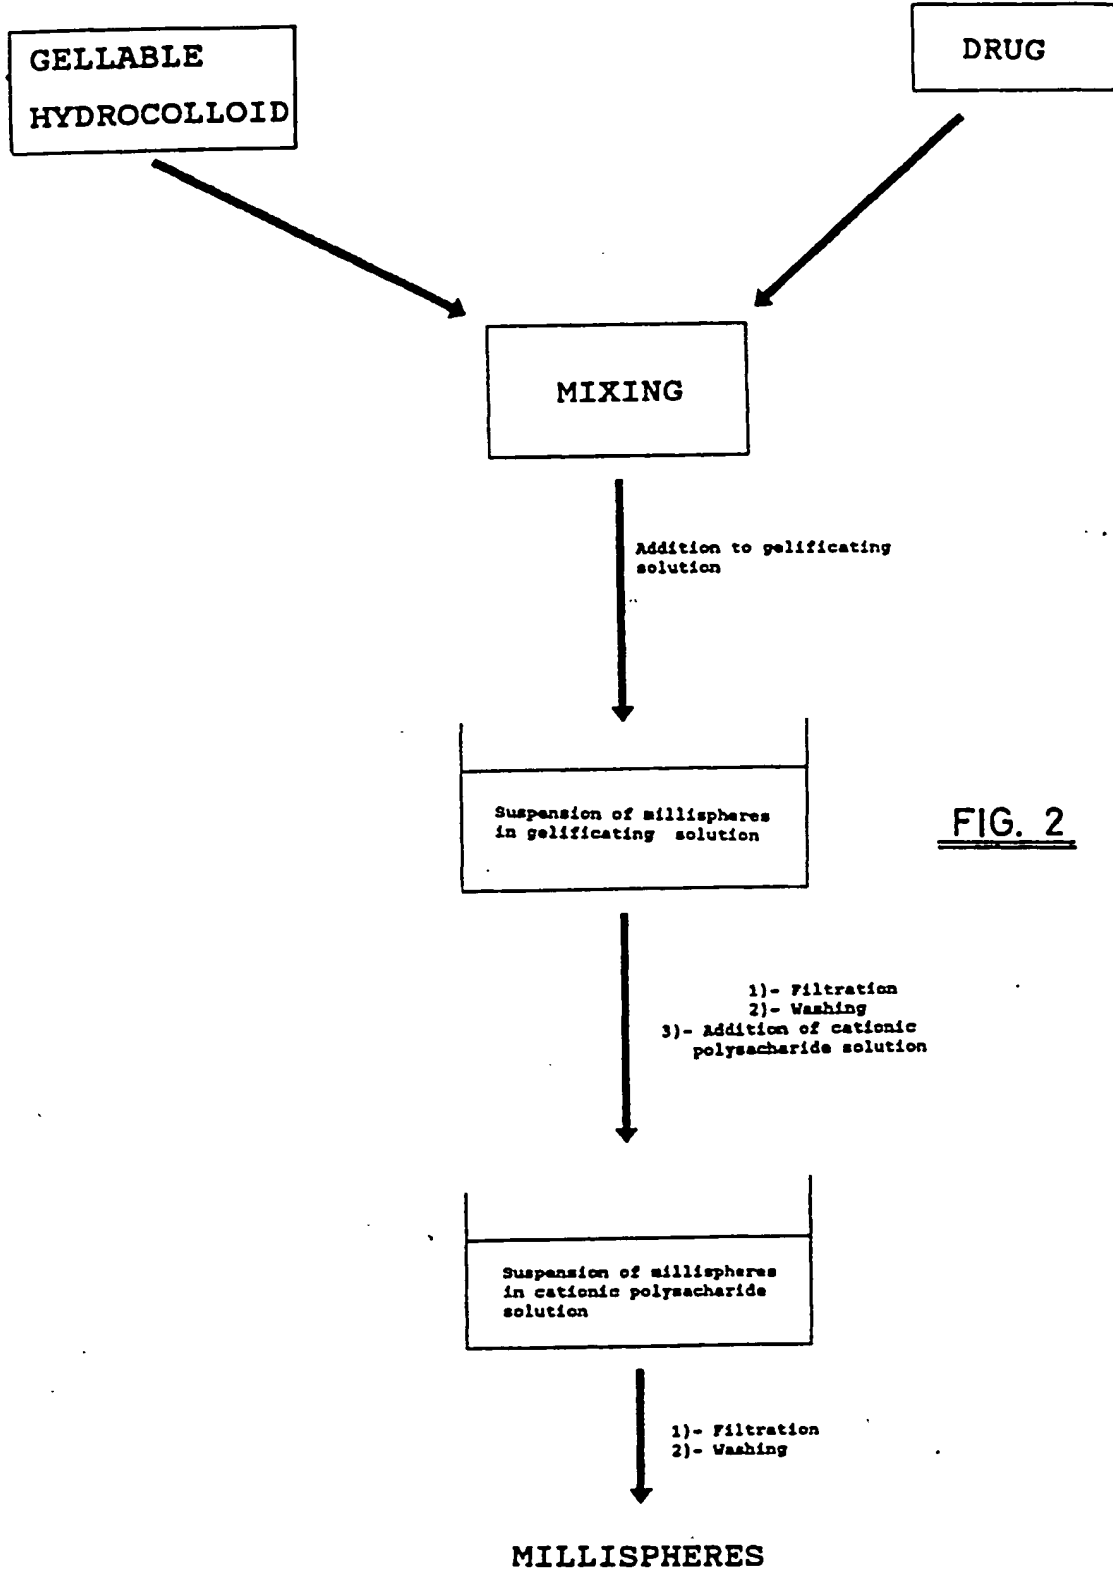 GELLABLE
HYDROCOLLOID
DRUG
MIXING
Addition to gelificating
solution
Suspension of millispheres
in gelificating solution
FIG. 2
1)- Filtration
2)- Washing
3)- Addition of cationic
polysacharide solution
Suspension of millispheres
in cationic polysacharide
solution
1)- Filtration
2)- Washing
MILLISPHERES